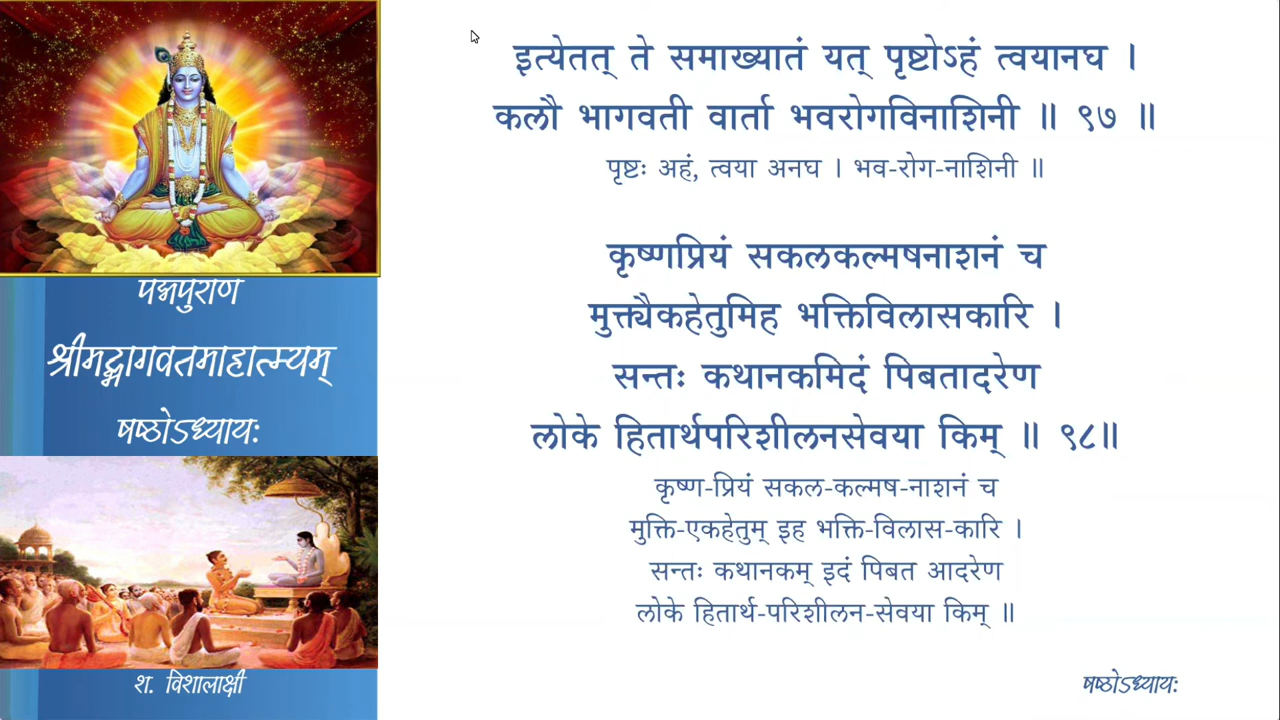 इत्येतत् ते समाख्यातं यत् पृष्टोऽहं त्वयानघ ।
कलौ भागवती वार्ता भवरोगविनाशिनी ॥ ९७ ॥
पृष्टः अहं, त्वया अनघ । भव-रोग-नाशिनी ॥
कृष्णप्रियं सकलकल्मषनाशनं च
मुक्त्यैकहेतुमिह भक्तिविलासकारि ।
सन्तः कथानकमिदं पिबतादरेण
लोके हितार्थपरिशीलनसेवया किम् ॥ ९८॥
कृष्ण-प्रियं सकल-कल्मष-नाशनं च
मुक्ति-एकहेतुम् इह भक्ति-विलास-कारि ।
सन्तः कथानकम् इदं पिबत आदरेण
लोके हितार्थ-परिशीलन-सेवया किम् ॥
पद्मपुराण
श्रीमद्भागवतमाहात्म्यम्
षष्ठोऽध्यायः
श. विशालाक्षी
षष्ठोऽध्यायः